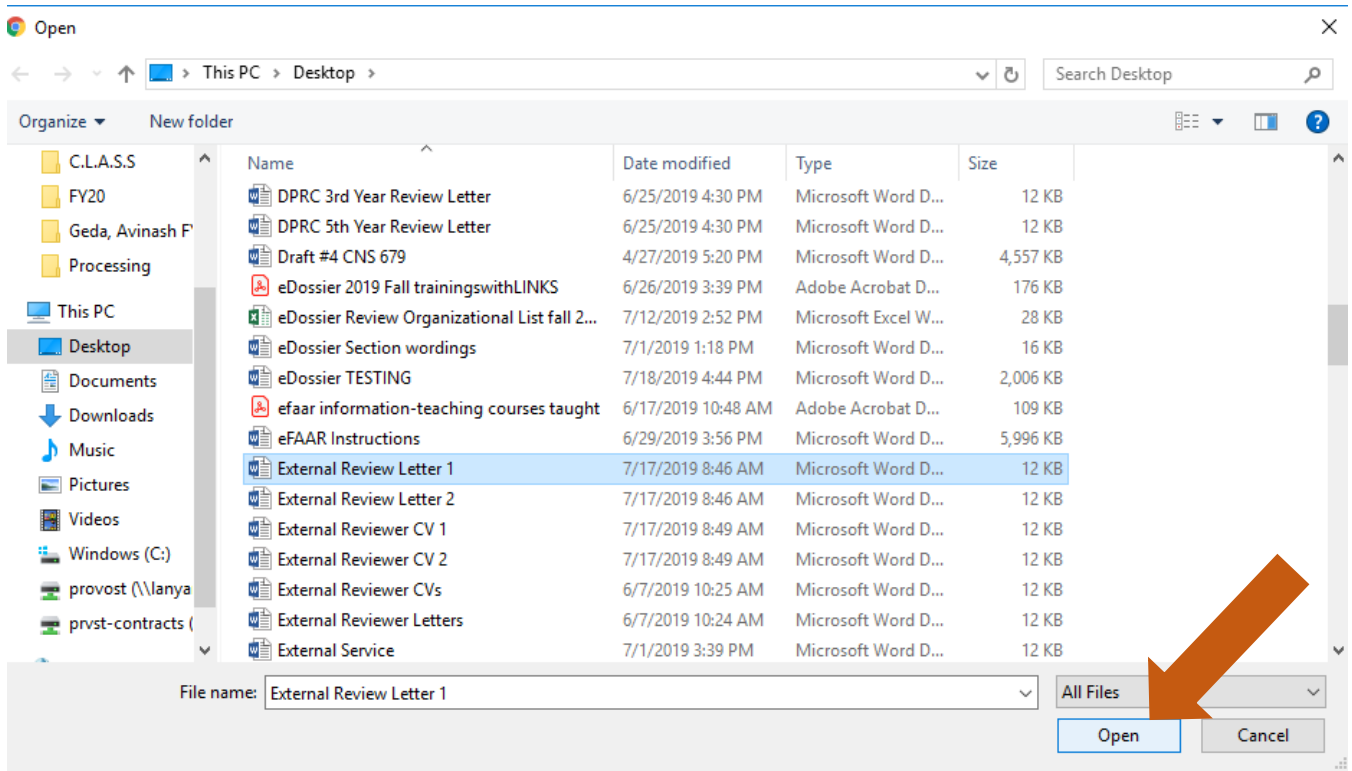 Open
This PC > Desktop >
Search Desktop
Organize
New folder
C.L.A.S.S
FY20
Geda, Avinash F
Processing
This PC
Desktop
Documents
Downloads
Music
Pictures
Videos
Windows (C:)
provost (\\lanya
prvst-contracts (
Name Date modified Type Size
DPRC 3rd Year Review Letter 6/25/2019 4:30 PM Microsoft Word D... 12 KB
DPRC 5th Year Review Letter 6/25/2019 4:30 PM Microsoft Word D... 12 KB
Draft #4 CNS 679 4/27/2019 5:20 PM Microsoft Word D... 4,557 KB
eDossier 2019 Fall trainingswithLINKS 6/26/2019 3:39 PM Adobe Acrobat D... 176 KB
eDossier Review Organizational List fall 2... 7/12/2019 2:52 PM Microsoft Excel W... 28 KB
eDossier Section wordings 7/1/2019 1:18 PM Microsoft Word D... 16 KB
eDossier TESTING 7/18/2019 4:44 PM Microsoft Word D... 2,006 KB
efaar information-teaching courses taught 6/17/2019 10:48 AM Adobe Acrobat D... 109 KB
eFAAR Instructions 6/29/2019 3:56 PM Microsoft Word D... 5,996 KB
External Review Letter 1 7/17/2019 8:46 AM Microsoft Word D... 12 KB
External Review Letter 2 7/17/2019 8:46 AM Microsoft Word D... 12 KB
External Reviewer CV 1 7/17/2019 8:49 AM Microsoft Word D... 12 KB
External Reviewer CV 2 7/17/2019 8:49 AM Microsoft Word D... 12 KB
External Reviewer CVs 6/7/2019 10:25 AM Microsoft Word D... 12 KB
External Reviewer Letters 6/7/2019 10:24 AM Microsoft Word D... 12 KB
External Service 7/1/2019 3:39 PM Microsoft Word D... 12 KB
File name: External Review Letter 1
All Files
Open
Cancel